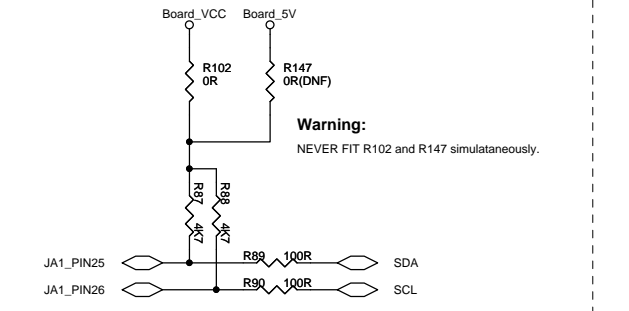 Board_VCC Board_5V
R102
0R
R147
0R(DNF)
Warning:
NEVER FIT R102 and R147 simulataneously.
R87 4K7
R88 4K7
JA1_PIN25
R89 100R
SDA
JA1_PIN26
R90 100R
SCL